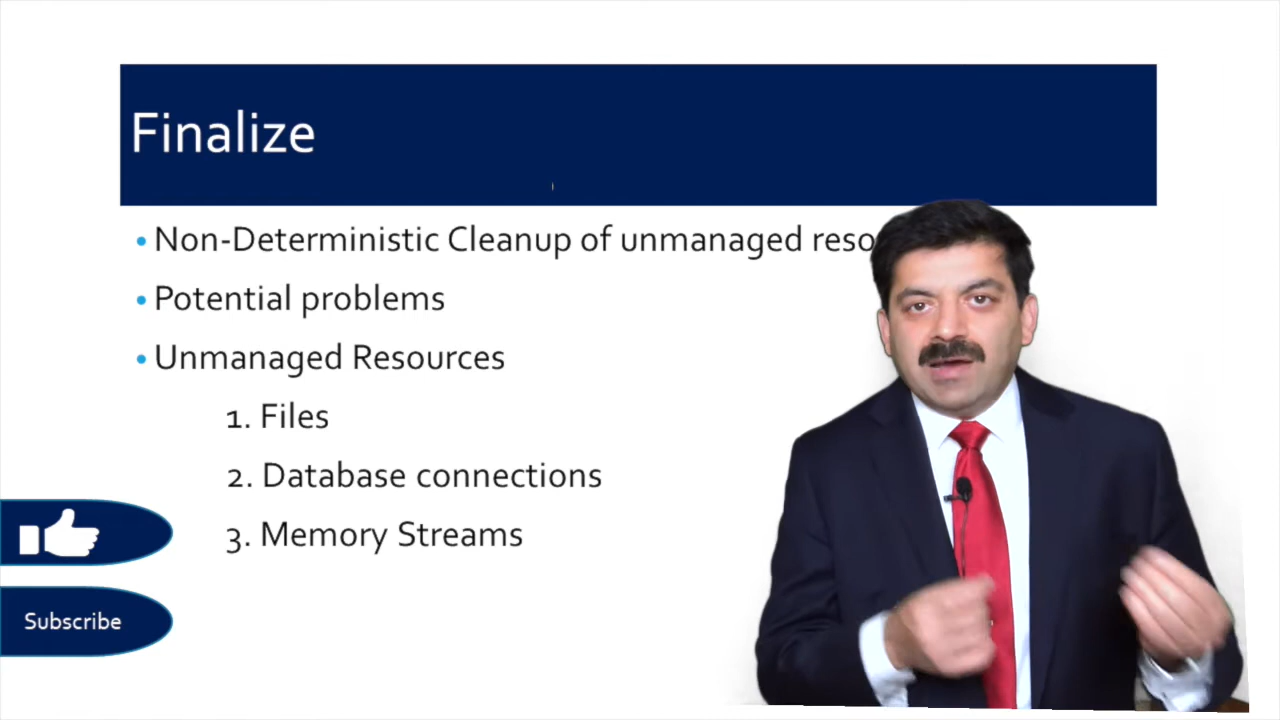 Finalize
• Non-Deterministic Cleanup of unmanaged
• Potential problems
• Unmanaged Resources
1. Files
2. Database connections
3. Memory Streams
Subscribe